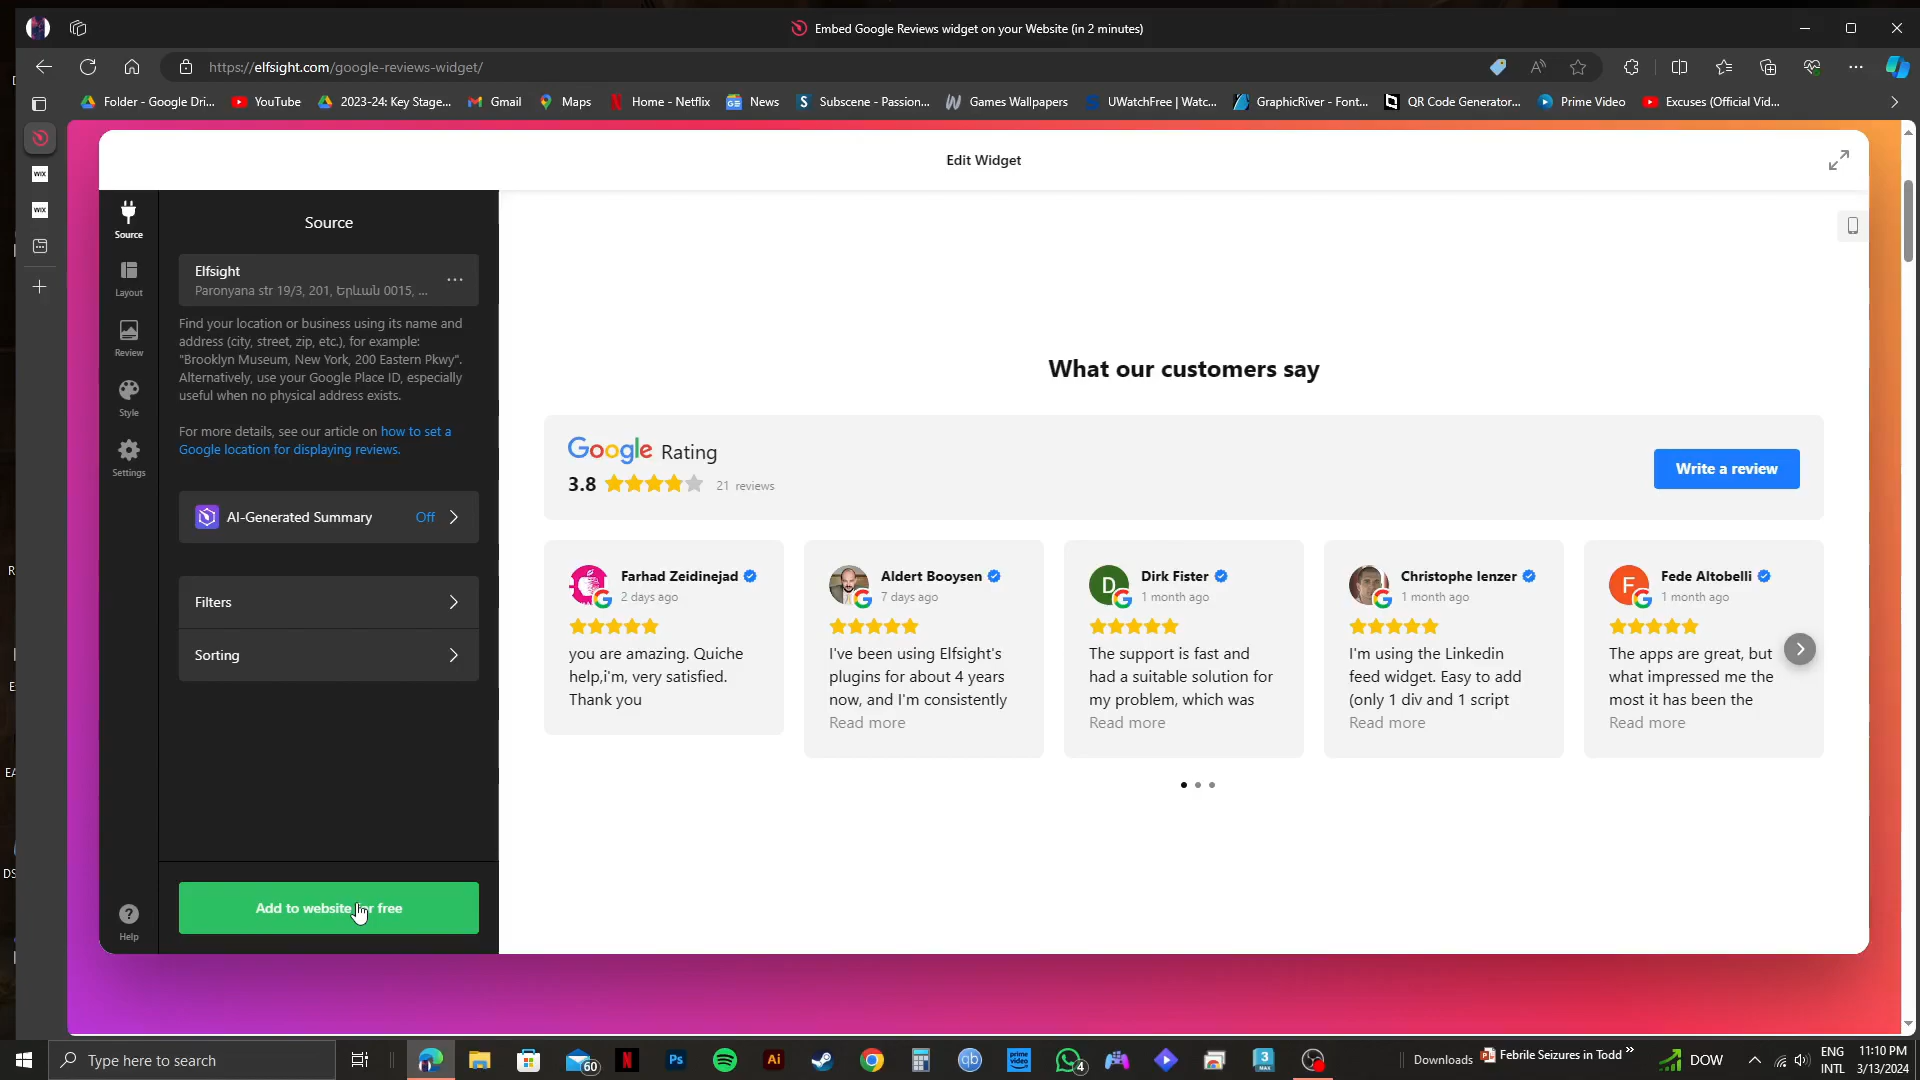 Embed Google Reviews widget on your Website (in 2 minutes)
https://elfsight.com/google-reviews-widget/
Folder - Google Dri...
YouTube
2023-24: Key Stage...
Gmail
Maps
Home - Netflix
News
Subscene - Passion...
Games Wallpapers
UWatchFree | Watc...
GraphicRiver - Font...
QR Code Generator...
Prime Video
Excuses (Official Vid...
Edit Widget
Source
Layout
Review
Style
Settings
Help
Source
Elfsight
Paronyana str 19/3, 201, Երևան 0015, ...
Find your location or business using its name and
address (city, street, zip, etc.), for example:
"Brooklyn Museum, New York, 200 Eastern Pkwy".
Alternatively, use your Google Place ID, especially
useful when no physical address exists.
For more details, see our article on how to set a
Google location for displaying reviews.
AI-Generated Summary Off
Filters
Sorting
Add to website for free
What our customers say
Google Rating
3.8 21 reviews
Write a review
Farhad Zeidinejad
2 days ago
you are amazing. Quiche
help,i'm, very satisfied.
Thank you
Aldert Booysen
7 days ago
I've been using Elfsight's
plugins for about 4 years
now, and I'm consistently
Read more
Dirk Fister
1 month ago
The support is fast and
had a suitable solution for
my problem, which was
Read more
Christophe Ienzer
1 month ago
I'm using the Linkedin
feed widget. Easy to add
(only 1 div and 1 script
Read more
Fede Altobelli
1 month ago
The apps are great, but
what impressed me the
most it has been the
Read more
Type here to search
60
4
Downloads
Febrile Seizures in Todd
DOW
ENG
INTL
11:10 PM
3/13/2024